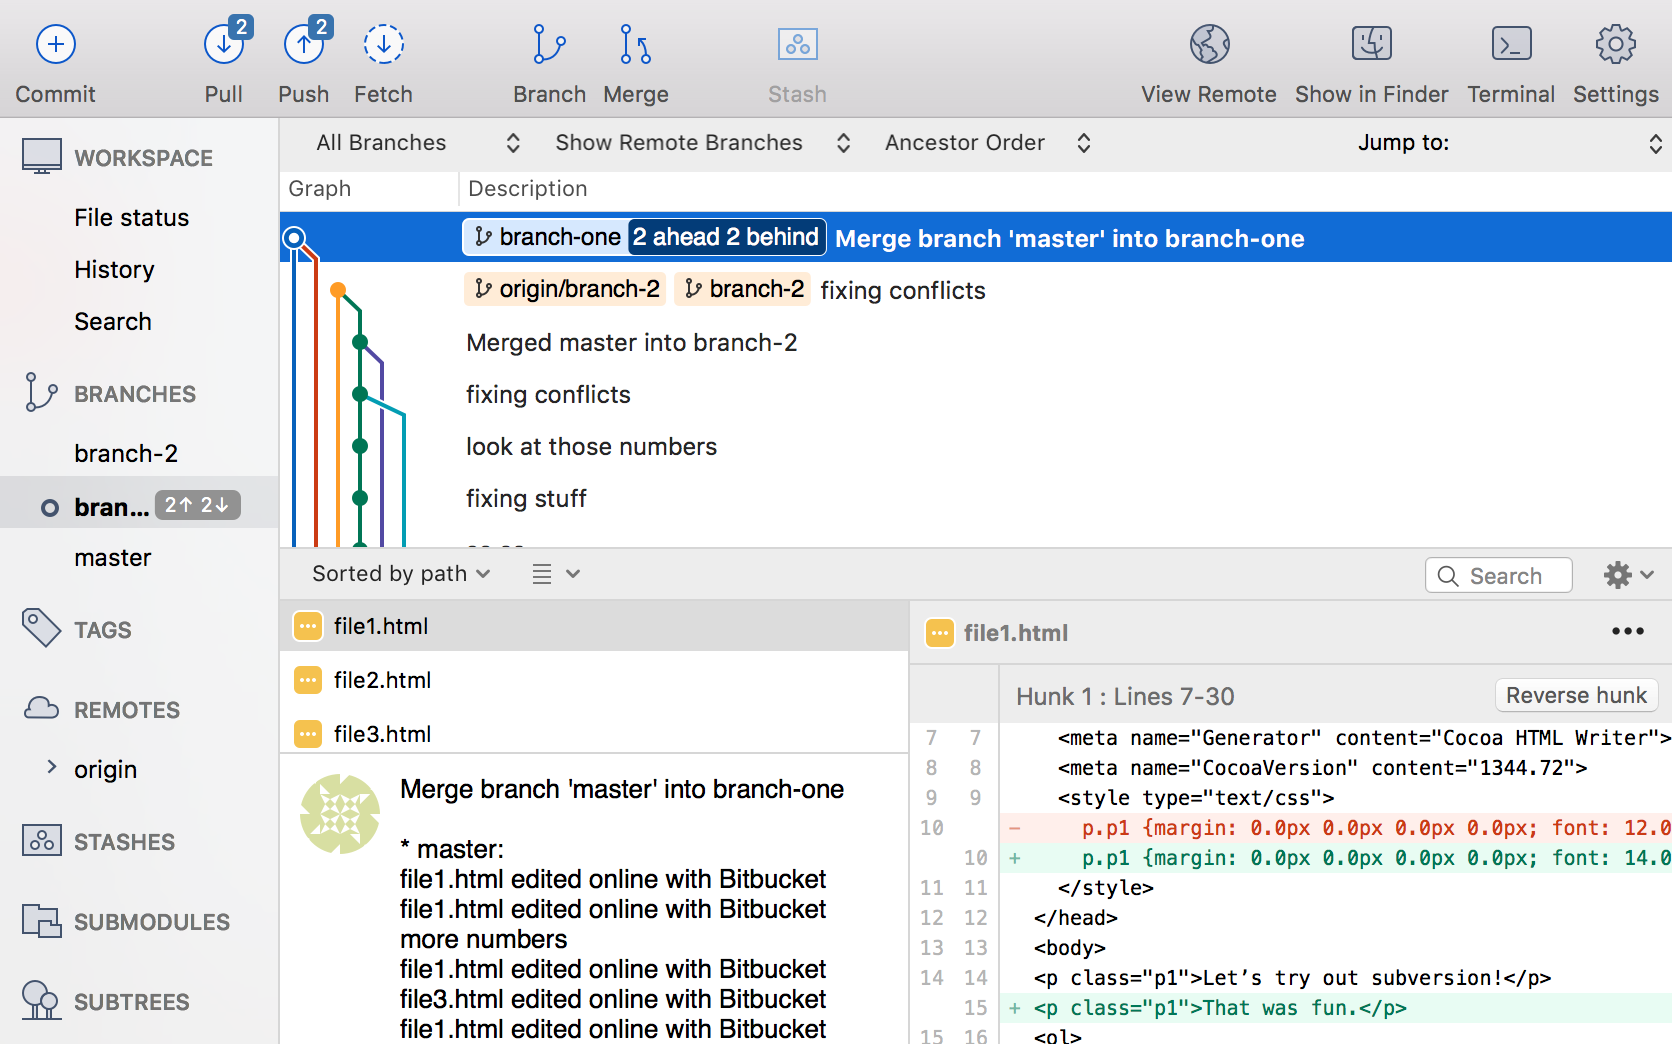 2 2
Commit Pull Push Fetch Branch Merge Stash View Remote Show in Finder Terminal Settings
WORKSPACE
File status
History
Search
BRANCHES
branch-2
bran... 2↑ 2↓
master
TAGS
REMOTES
origin
STASHES
SUBMODULES
SUBTREES
All Branches Show Remote Branches Ancestor Order Jump to:
Graph Description
branch-one 2 ahead 2 behind Merge branch 'master' into branch-one
origin/branch-2 branch-2 fixing conflicts
Merged master into branch-2
fixing conflicts
look at those numbers
fixing stuff
Sorted by path Search
file1.html
file2.html
file3.html
Merge branch 'master' into branch-one
* master:
file1.html edited online with Bitbucket
file1.html edited online with Bitbucket
more numbers
file1.html edited online with Bitbucket
file3.html edited online with Bitbucket
file1.html edited online with Bitbucket
file1.html
Hunk 1 : Lines 7-30 Reverse hunk
7 7 <meta name="Generator" content="Cocoa HTML Writer">
8 8 <meta name="CocoaVersion" content="1344.72">
9 9 <style type="text/css">
10 - p.p1 {margin: 0.0px 0.0px 0.0px 0.0px; font: 12.0
10 + p.p1 {margin: 0.0px 0.0px 0.0px 0.0px; font: 14.0
11 11 </style>
12 12 </head>
13 13 <body>
14 14 <p class="p1">Let’s try out subversion!</p>
15 + <p class="p1">That was fun.</p>
15 16 <ol>